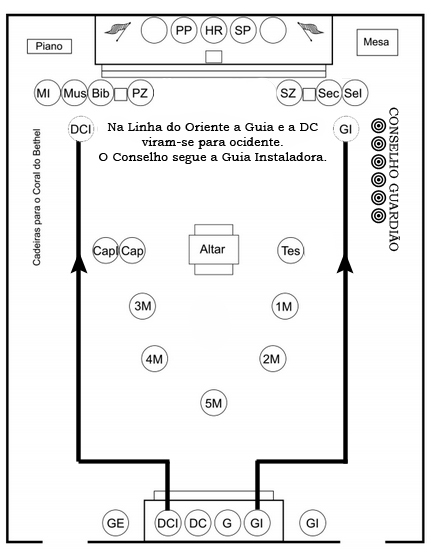 PP HR SP
Piano
Mesa
MI Mus Bib PZ SZ Sec Sel
DCI GI
Na Linha do Oriente a Guia e a DC
viram-se para ocidente.
O Conselho segue a Guia Instaladora.
CONSELHO GUARDIÃO
Cadeiras para o Coral do Bethel
Capl Cap Altar Tes
3M 1M
4M 2M
5M
GE DCI DC G GI GI